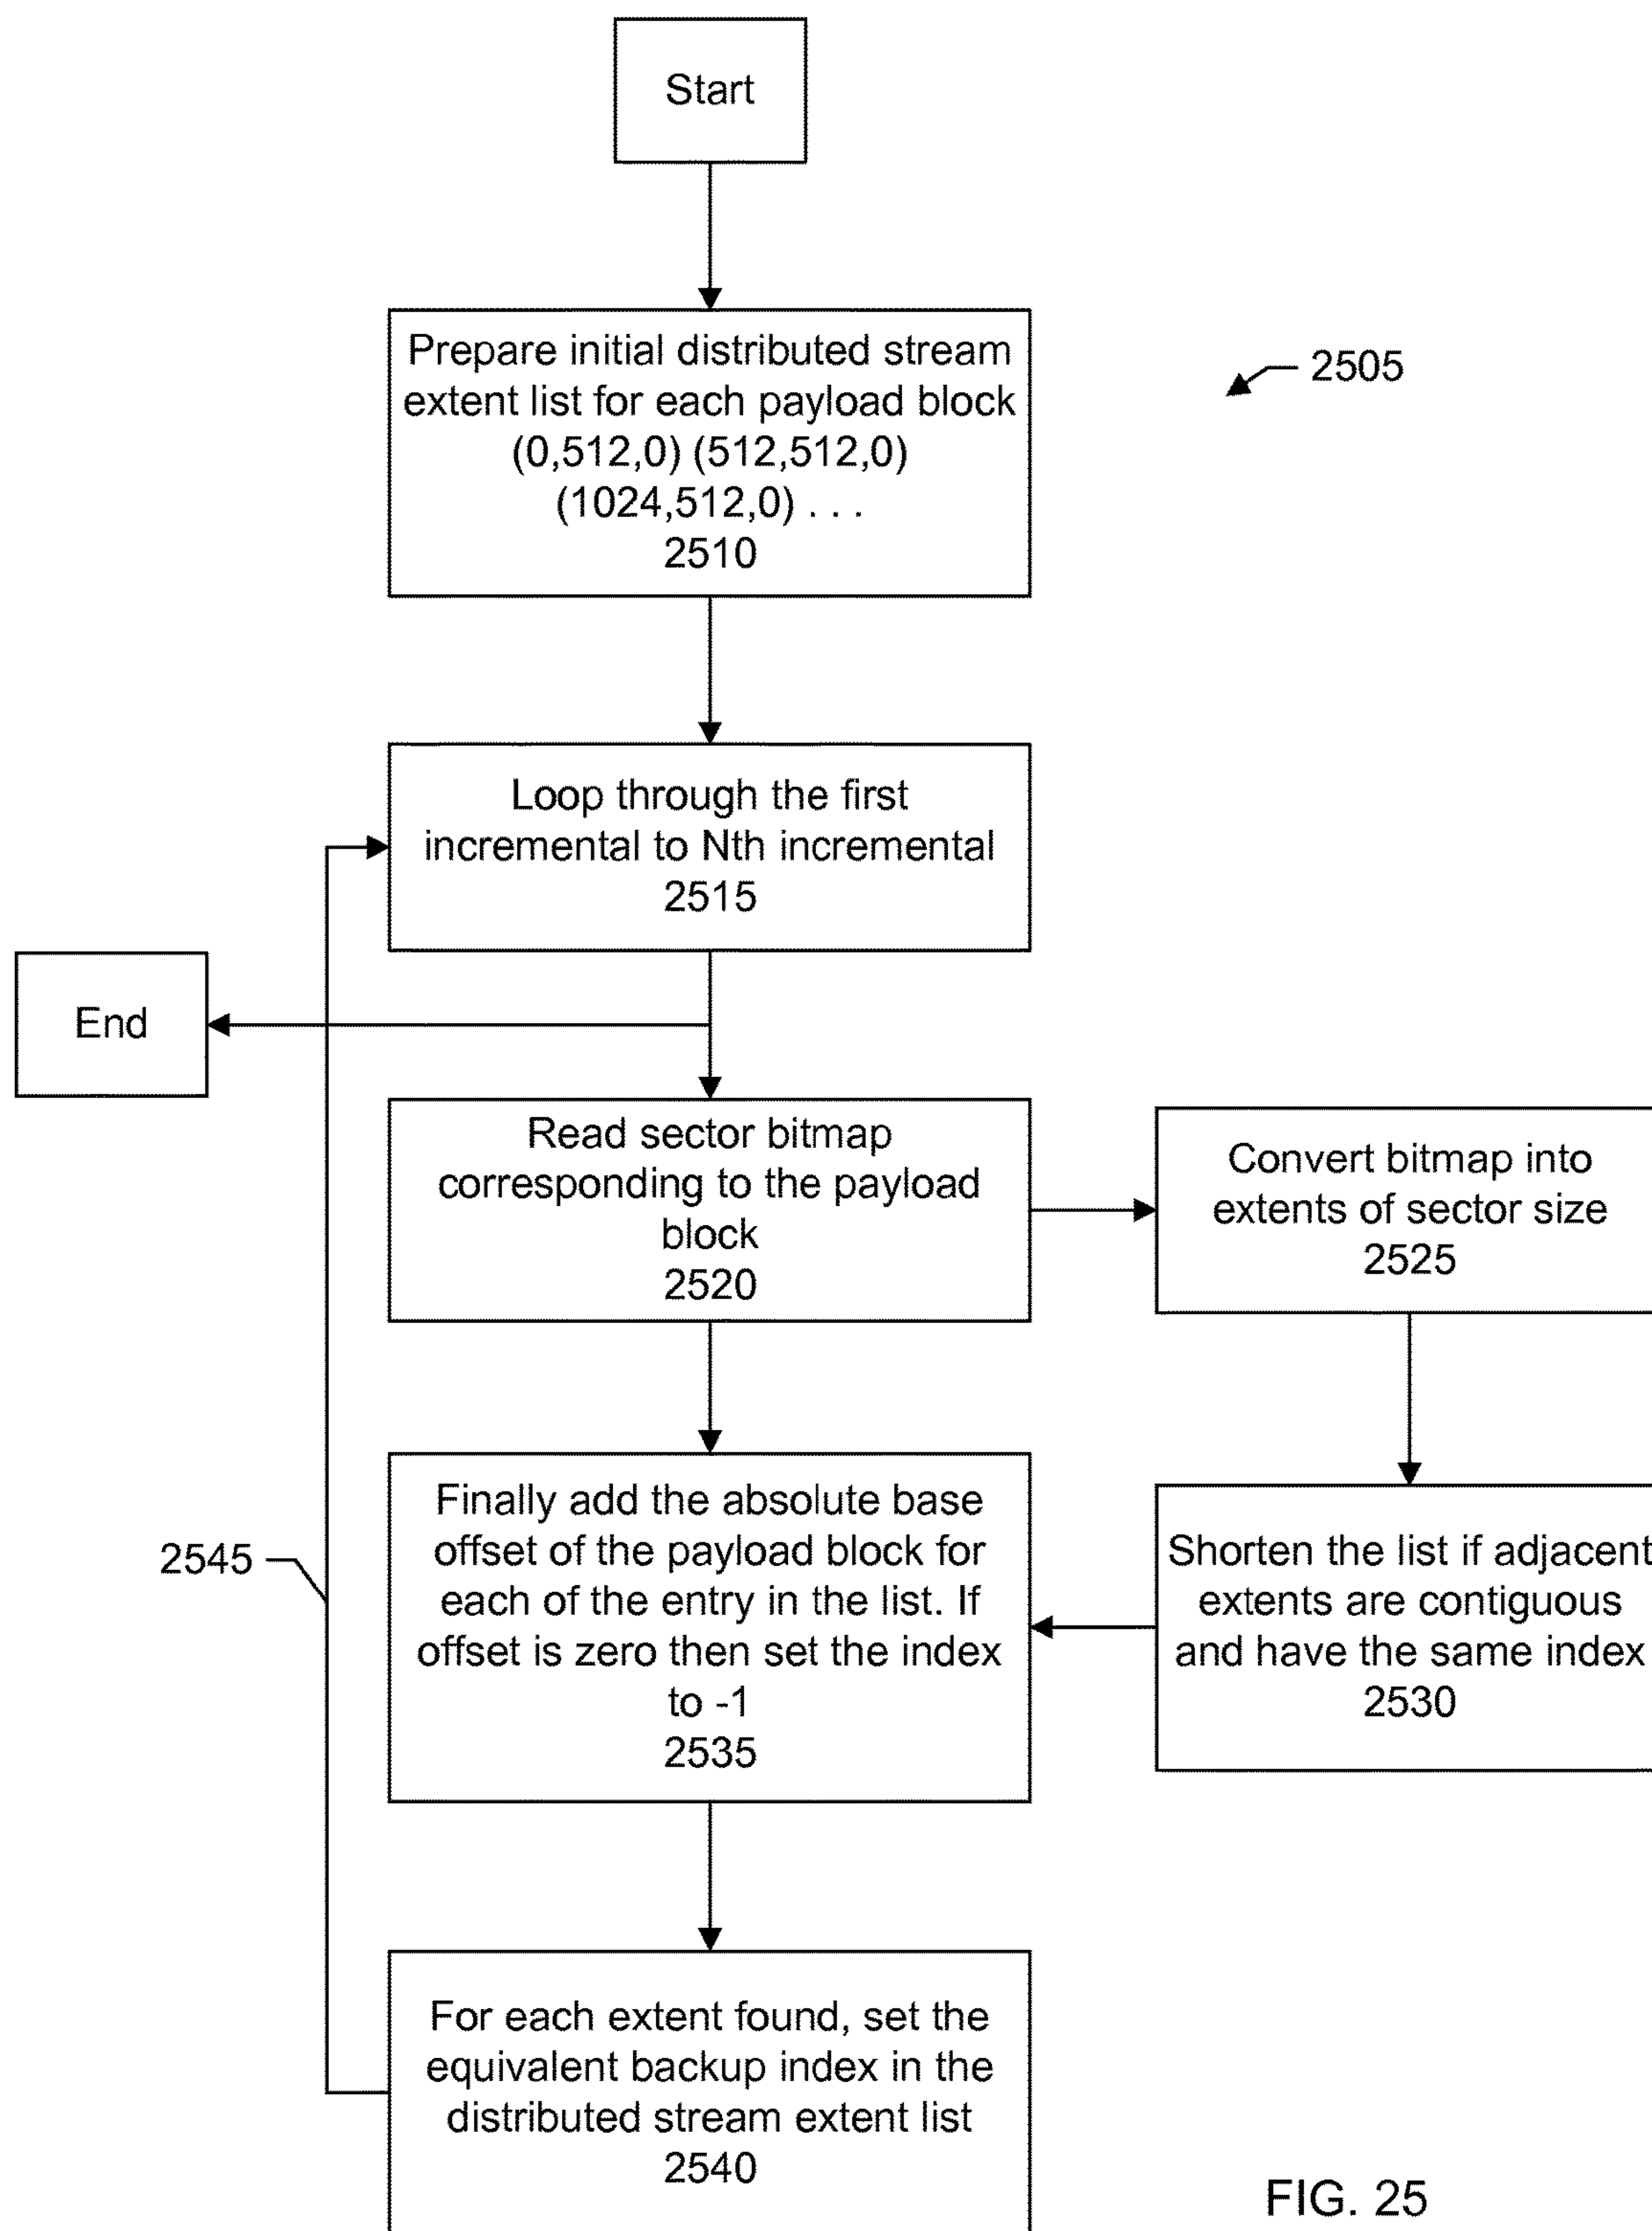 Start
Prepare initial distributed stream
extent list for each payload block
(0,512,0) (512,512,0)
(1024,512,0) . . .
2510
2505
Loop through the first
incremental to Nth incremental
2515
End
Read sector bitmap
corresponding to the payload
block
2520
Convert bitmap into
extents of sector size
2525
Finally add the absolute base
offset of the payload block for
each of the entry in the list. If
offset is zero then set the index
to -1
2535
Shorten the list if adjacent
extents are contiguous
and have the same index
2530
2545
For each extent found, set the
equivalent backup index in the
distributed stream extent list
2540
FIG. 25